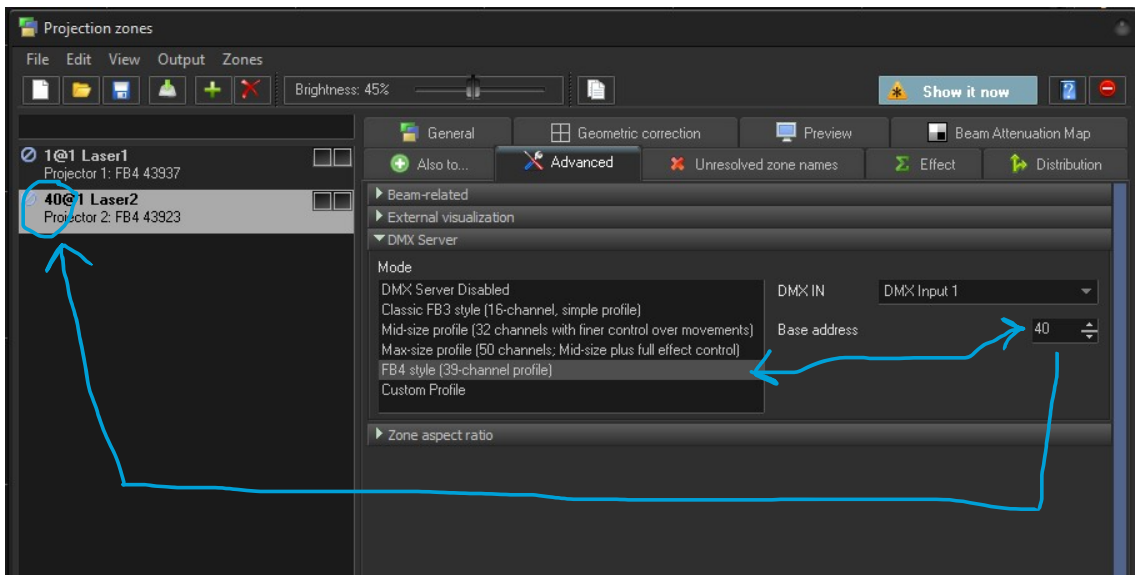 Projection zones
File Edit View Output Zones
Brightness: 45%
Show it now
General
Geometric correction
Preview
Beam Attenuation Map
Also to...
Advanced
Unresolved zone names
Effect
Distribution
1@1 Laser1
Projector 1: FB4 43937
40@1 Laser2
Projector 2: FB4 43923
Beam-related
External visualization
DMX Server
Mode
DMX Server Disabled
Classic FB3 style (16-channel, simple profile)
Mid-size profile (32 channels with finer control over movements)
Max-size profile (50 channels; Mid-size plus full effect control)
FB4 style (39-channel profile)
Custom Profile
DMX IN
DMX Input 1
Base address
40
Zone aspect ratio